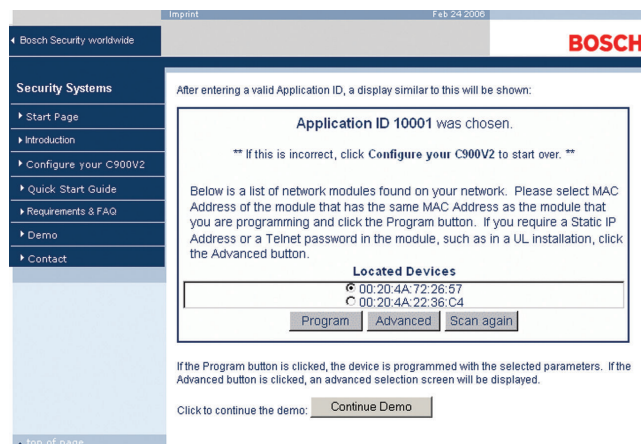 Imprint
Feb 24 2006
Bosch Security worldwide
BOSCH
Security Systems
Start Page
Introduction
Configure your C900V2
Quick Start Guide
Requirements & FAQ
Demo
Contact
top of page
After entering a valid Application ID, a display similar to this will be shown:
Application ID 10001 was chosen.
** If this is incorrect, click Configure your C900V2 to start over. **
Below is a list of network modules found on your network. Please select MAC
Address of the module that has the same MAC Address as the module that
you are programming and click the Program button. If you require a Static IP
Address or a Telnet password in the module, such as in a UL installation, click
the Advanced button.
Located Devices
00:20:4A:72:26:57
00:20:4A:22:36:C4
Program Advanced Scan again
If the Program button is clicked, the device is programmed with the selected parameters. If the
Advanced button is clicked, an advanced selection screen will be displayed.
Click to continue the demo: Continue Demo